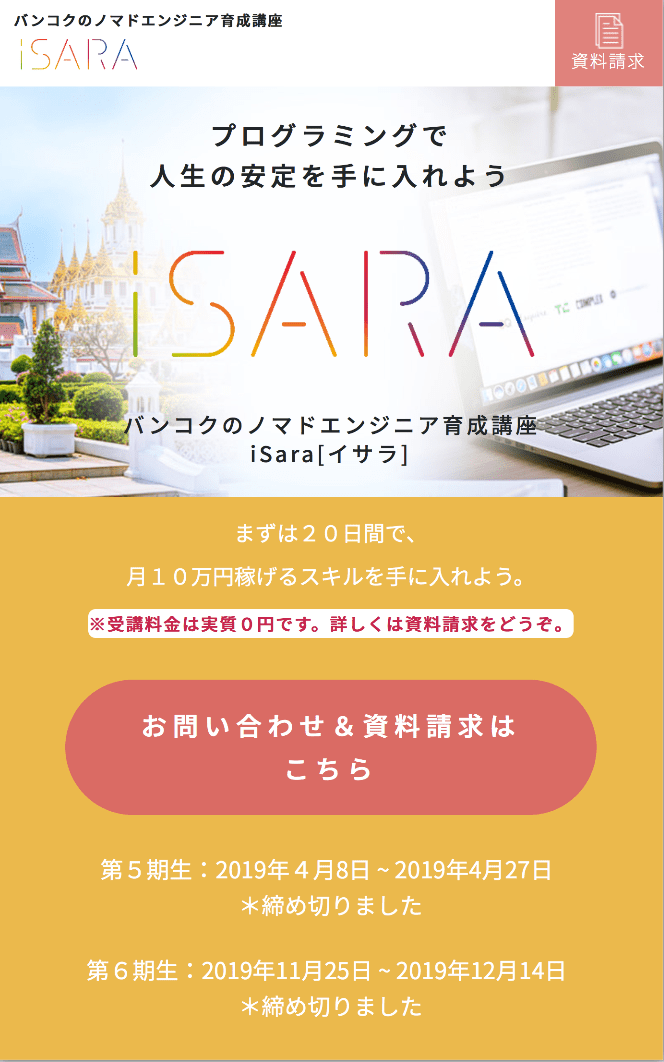 バンコクのノマドエンジニア育成講座
iSARA
資料請求
プログラミングで
人生の安定を手に入れよう
iSARA
バンコクのノマドエンジニア育成講座
iSara[イサラ]
まずは２０日間で、
月１０万円稼げるスキルを手に入れよう。
※受講料金は実質０円です。詳しくは資料請求をどうぞ。
お問い合わせ＆資料請求は
こちら
第５期生：2019年４月8日 ~ 2019年4月27日
＊締め切りました
第６期生：2019年11月25日 ~ 2019年12月14日
＊締め切りました